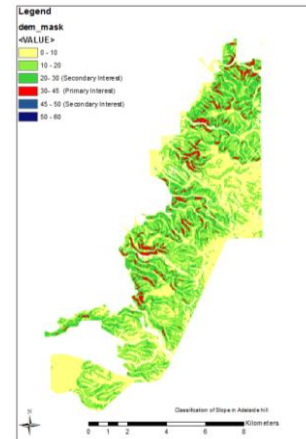 Legend
dem_mask
<VALUE>
0 - 10
10 - 20
20- 30 (Secondary Interest)
30- 45 (Primary Interest)
45 - 50 (Secondary Interest)
50 - 60
Classification of Slope in Adelaide hill
N
Kilometers
0 1 2 4 6 8